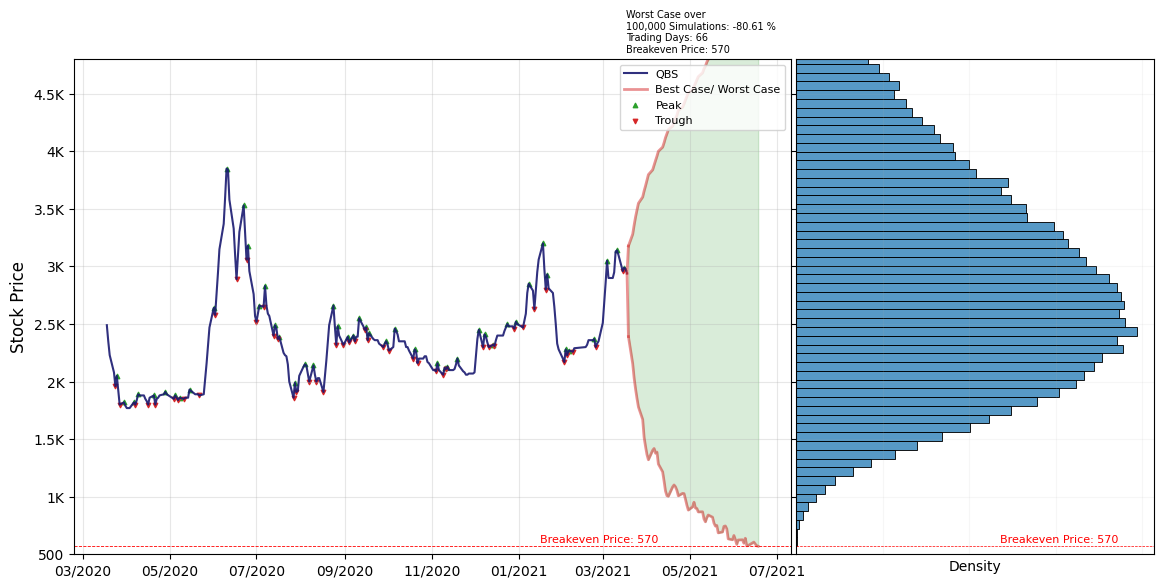 Worst Case over
100,000 Simulations: -80.61 %
Trading Days: 66
Breakeven Price: 570
QBS
Best Case/ Worst Case
Peak
Trough
Stock Price
4.5K
4K
3.5K
3K
2.5K
2K
1.5K
1K
500
Breakeven Price: 570
Breakeven Price: 570
03/2020 05/2020 07/2020 09/2020 11/2020 01/2021 03/2021 05/2021 07/2021
Density